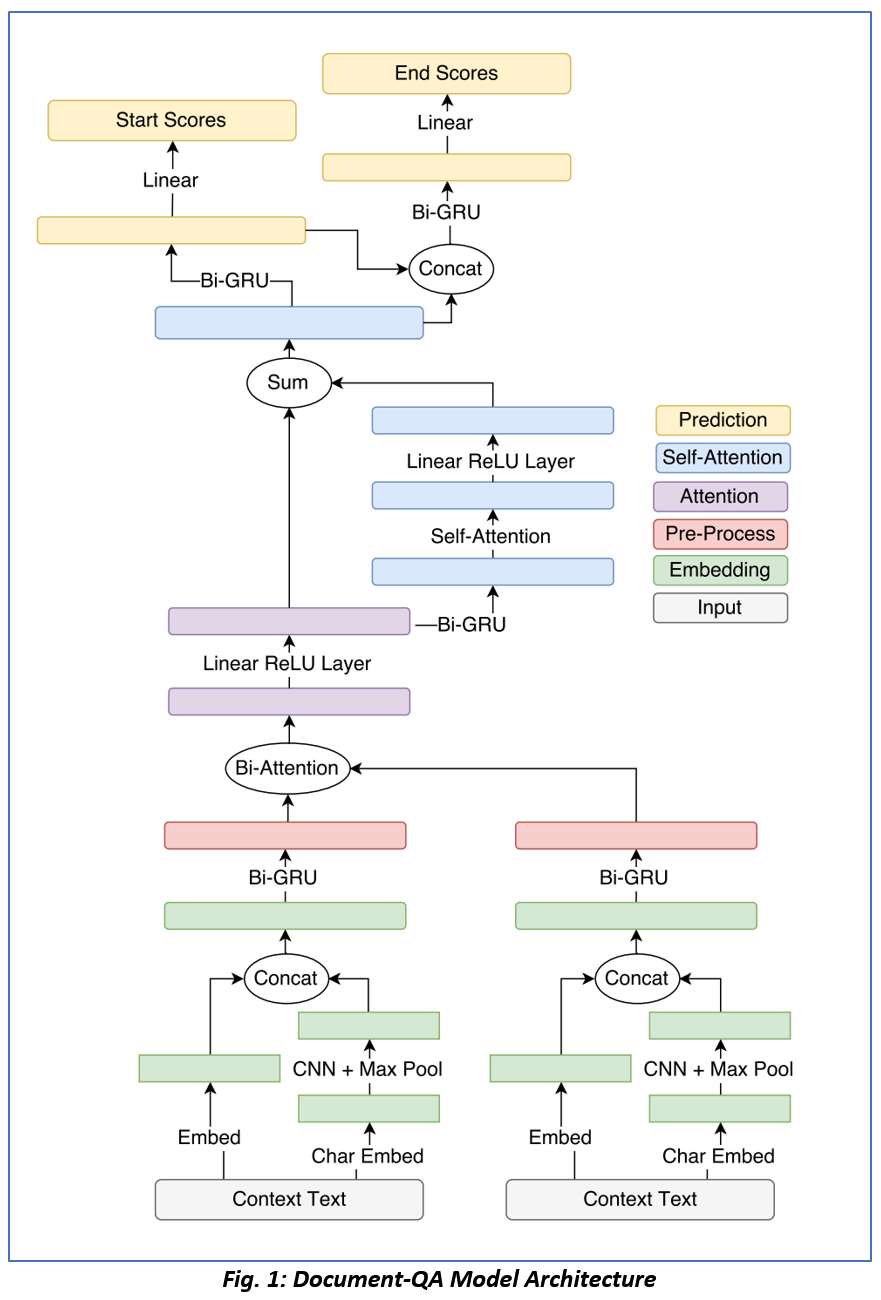 End Scores
Start Scores
Linear
Linear
Bi-GRU
Concat
Bi-GRU
Sum
Prediction
Linear ReLU Layer
Self-Attention
Attention
Self-Attention
Pre-Process
Embedding
Input
Bi-GRU
Linear ReLU Layer
Bi-Attention
Bi-GRU
Bi-GRU
Concat
Concat
CNN + Max Pool
CNN + Max Pool
Embed
Char Embed
Embed
Char Embed
Context Text
Context Text
Fig. 1: Document-QA Model Architecture